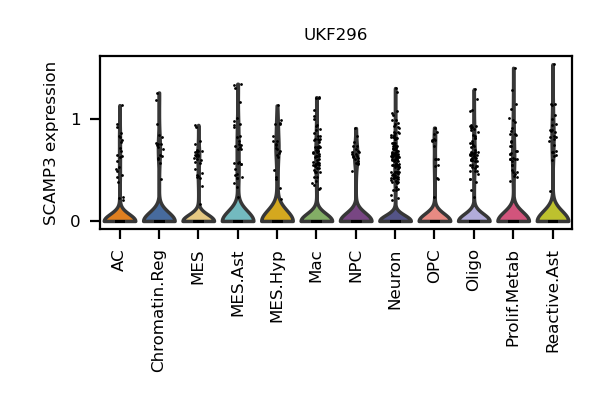 UKF296
SCAMP3 expression
1
0
AC
Chromatin.Reg
MES
MES.Ast
MES.Hyp
Mac
NPC
Neuron
OPC
Oligo
Prolif.Metab
Reactive.Ast